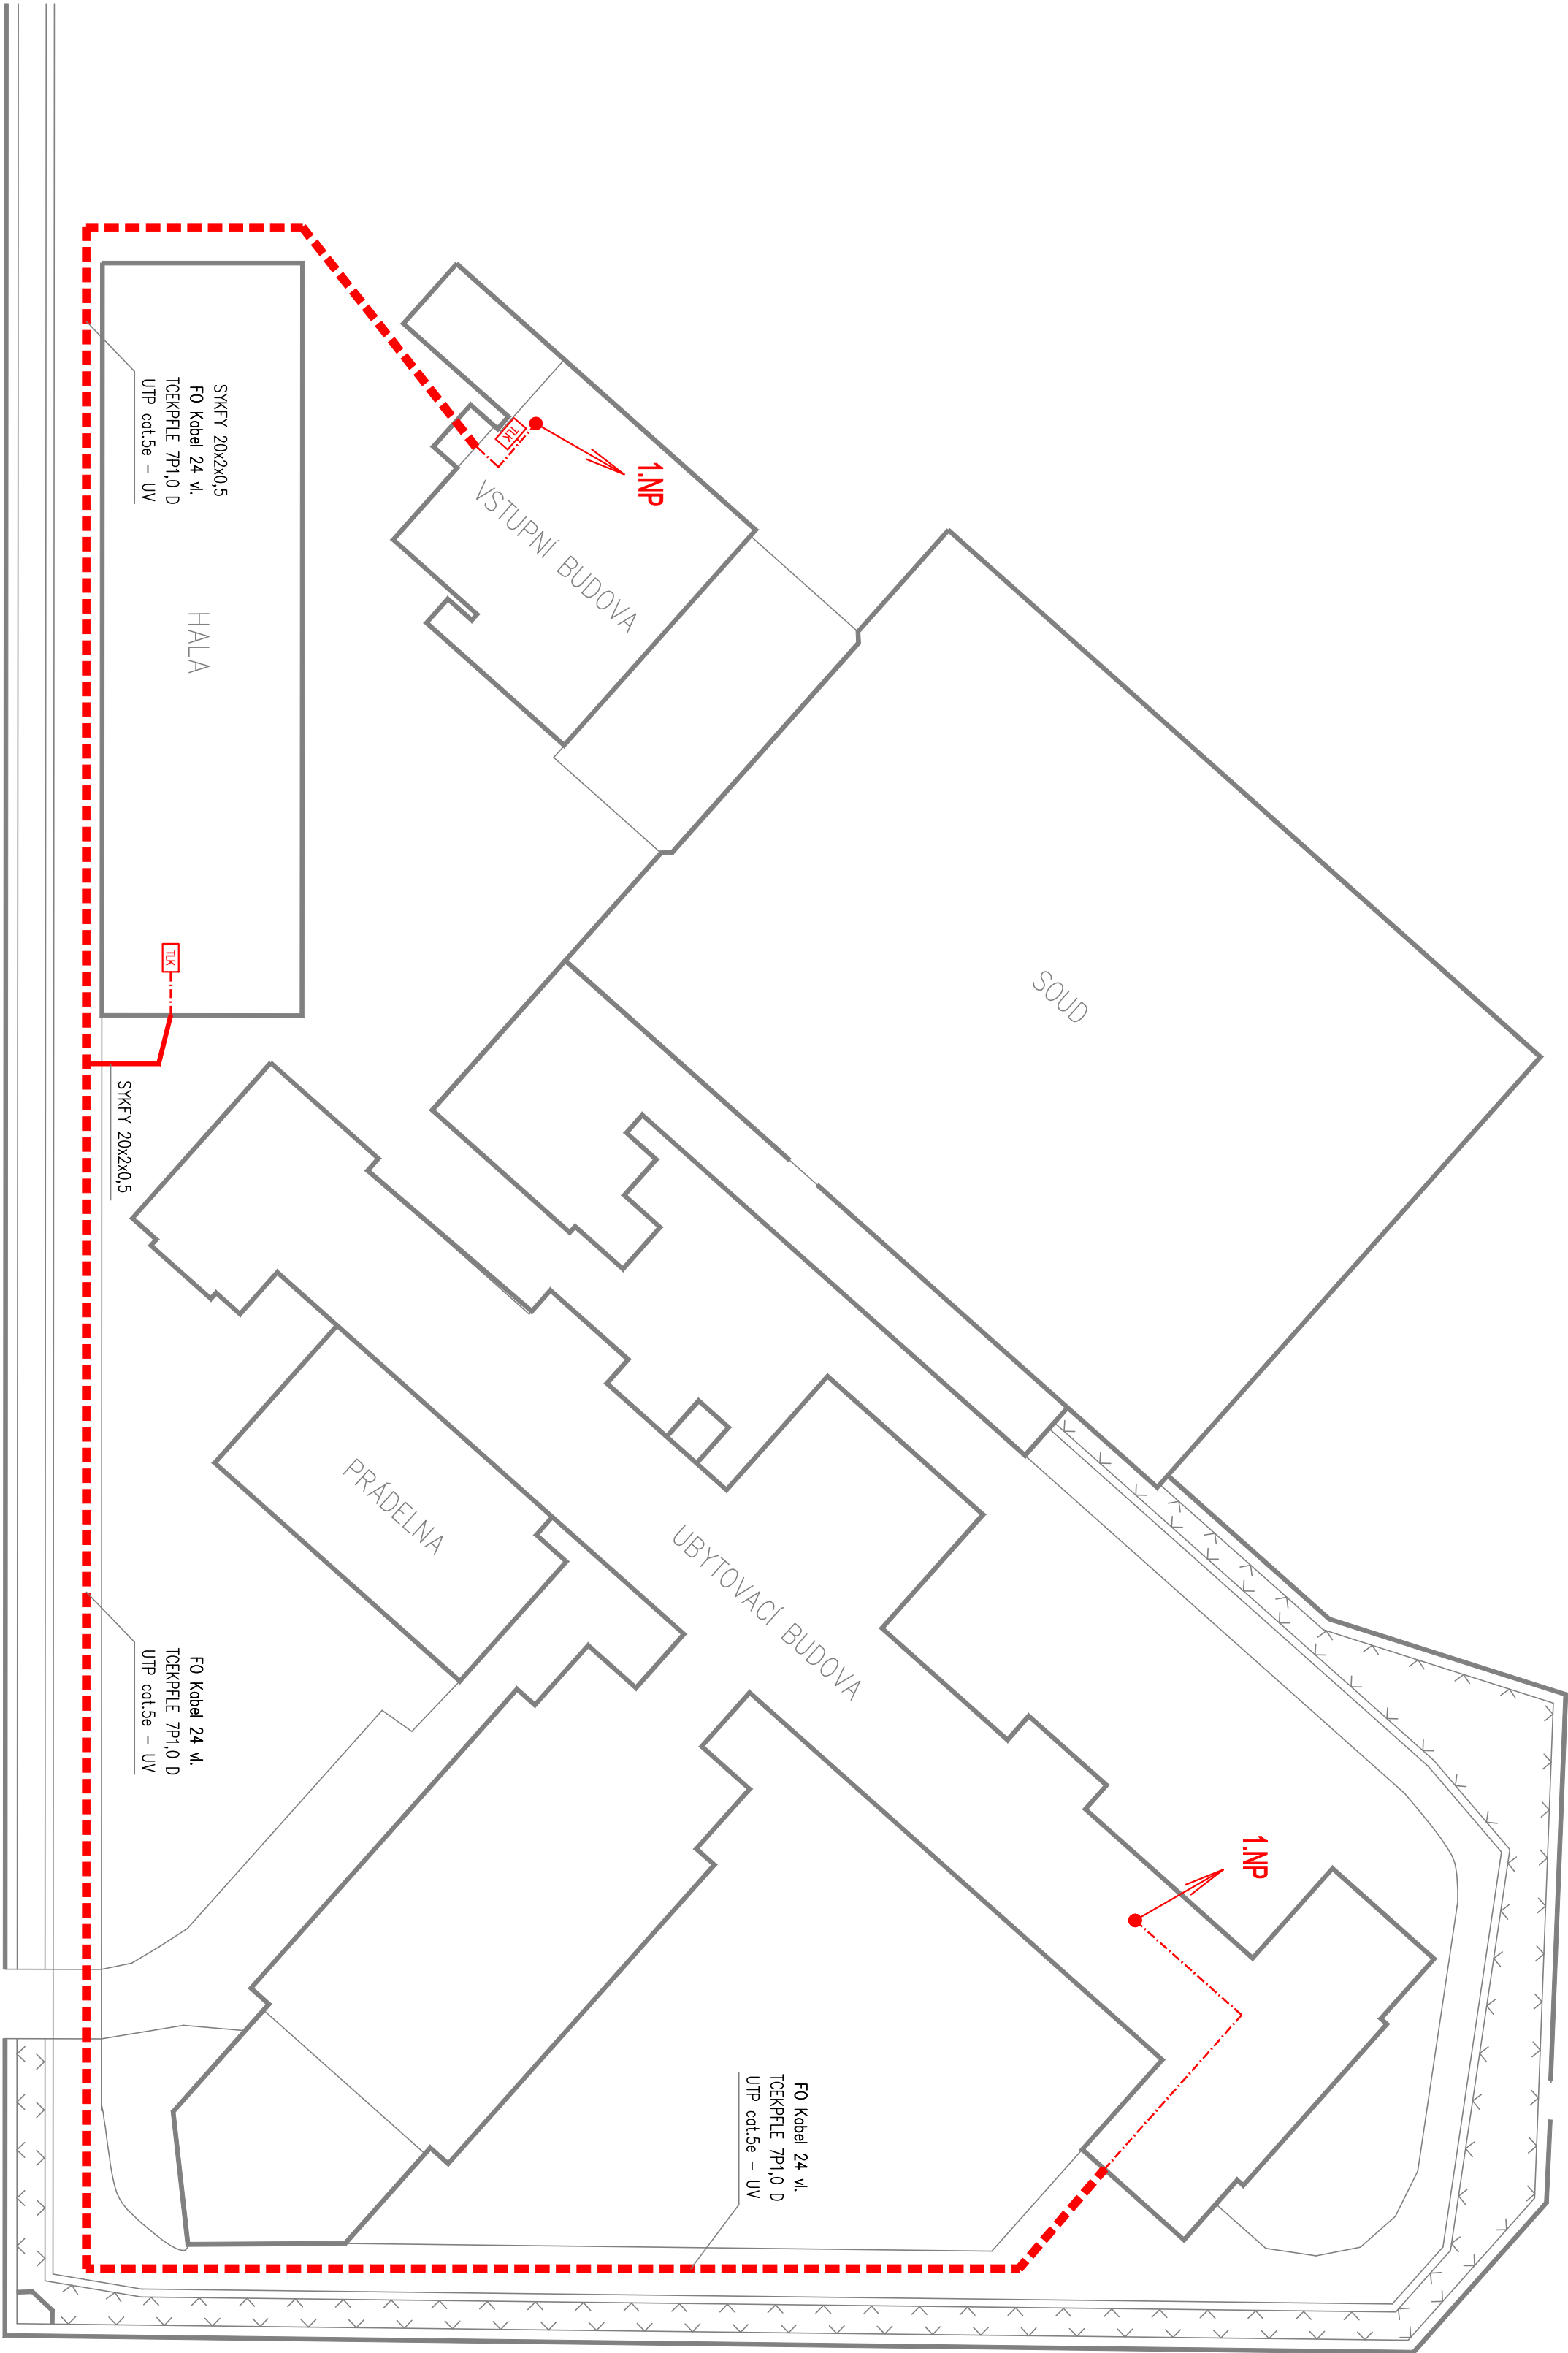 1.NP
TLK
VSTUPNÍ BUDOVA
SYKFY 20x2x0,5
FO Kabel 24 vl.
TCEKPFLE 7P1,0 D
UTP cat.5e – UV
HALA
TLK
SYKFY 20x2x0,5
SOUD
PRÁDELNA
UBYTOVACÍ BUDOVA
FO Kabel 24 vl.
TCEKPFLE 7P1,0 D
UTP cat.5e – UV
1.NP
FO Kabel 24 vl.
TCEKPFLE 7P1,0 D
UTP cat.5e – UV